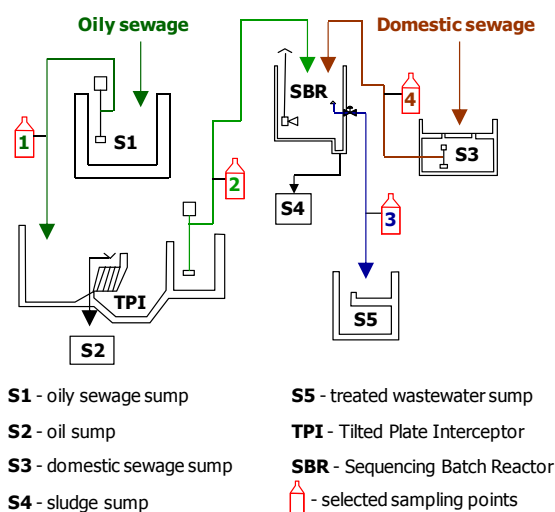 Oily sewage
Domestic sewage
SBR
4
1
S1
S3
2
S4
3
TPI
S5
S2
S1 - oily sewage sump
S2 - oil sump
S3 - domestic sewage sump
S4 - sludge sump
S5 - treated wastewater sump
TPI - Tilted Plate Interceptor
SBR - Sequencing Batch Reactor
- selected sampling points